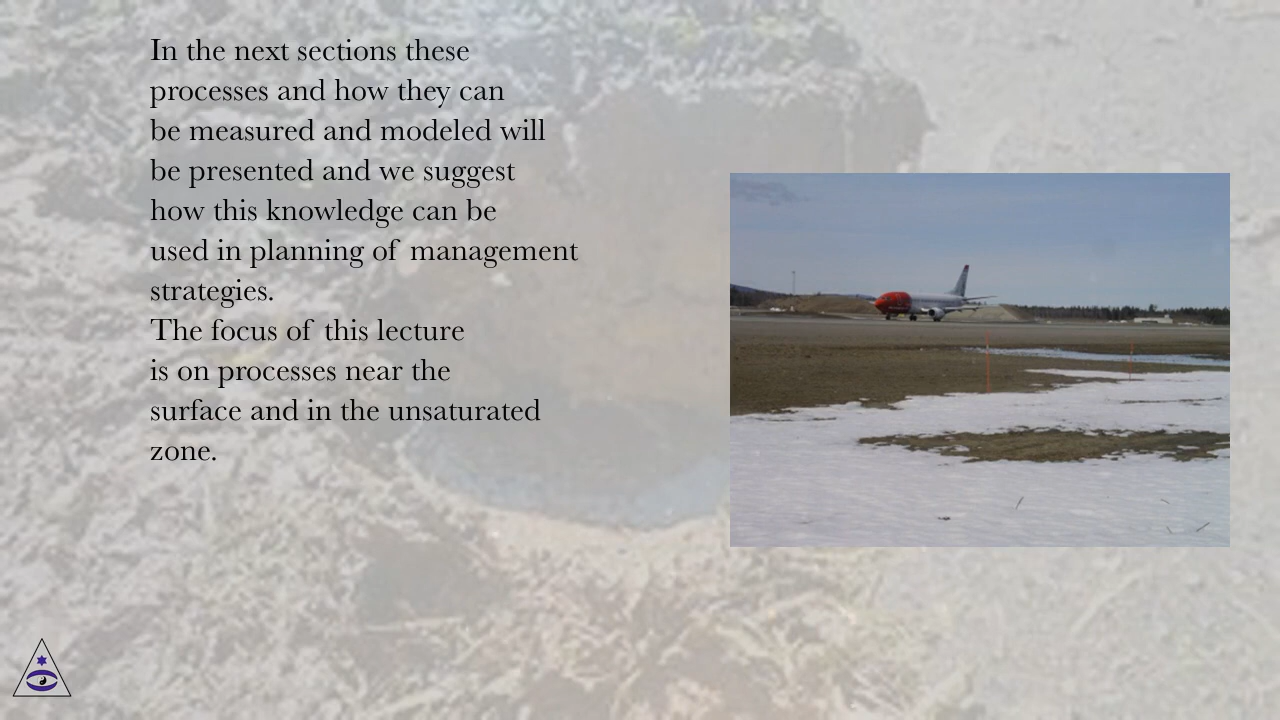 In the next sections these
processes and how they can
be measured and modeled will
be presented and we suggest
how this knowledge can be
used in planning of management
strategies.
The focus of this lecture
is on processes near the
surface and in the unsaturated
zone.